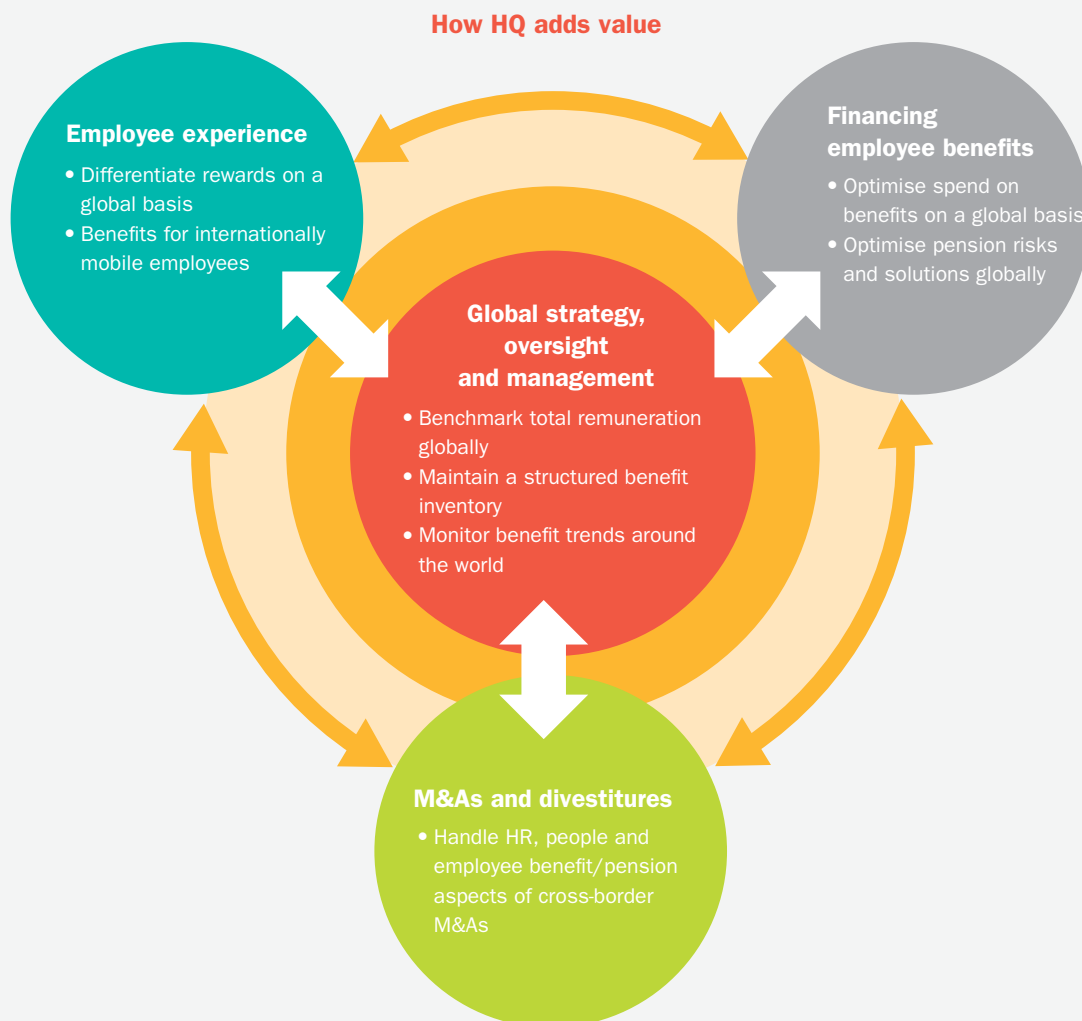 How HQ adds value
Employee experience
• Differentiate rewards on a
global basis
• Benefits for internationally
mobile employees
Financing
employee benefits
• Optimise spend on
benefits on a global basis
• Optimise pension risks
and solutions globally
Global strategy,
oversight
and management
• Benchmark total remuneration
globally
• Maintain a structured benefit
inventory
• Monitor benefit trends around
the world
M&As and divestitures
• Handle HR, people and
employee benefit/pension
aspects of cross-border
M&As